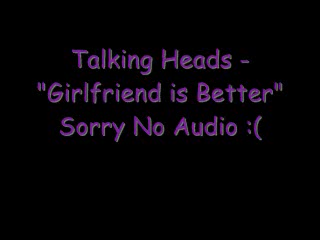 Talking Heads -
"Girlfriend is Better"
Sorry No Audio :(